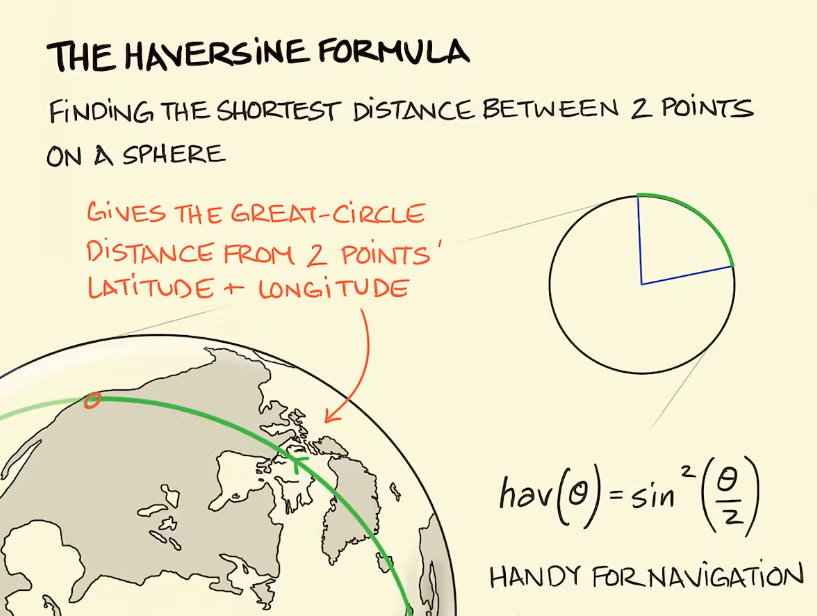 THE HAVERSINE FORMULA
FINDING THE SHORTEST DISTANCE BETWEEN 2 POINTS
ON A SPHERE
GIVES THE GREAT-CIRCLE
DISTANCE FROM 2 POINTS'
LATITUDE + LONGITUDE
hav(θ) = sin²(θ/2)
HANDY FOR NAVIGATION